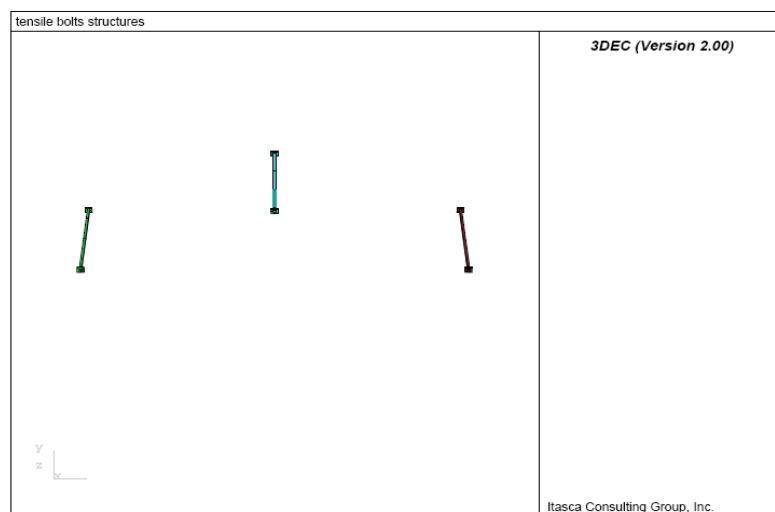 tensile bolts structures
3DEC (Version 2.00)
Y
Z
X
Itasca Consulting Group, Inc.